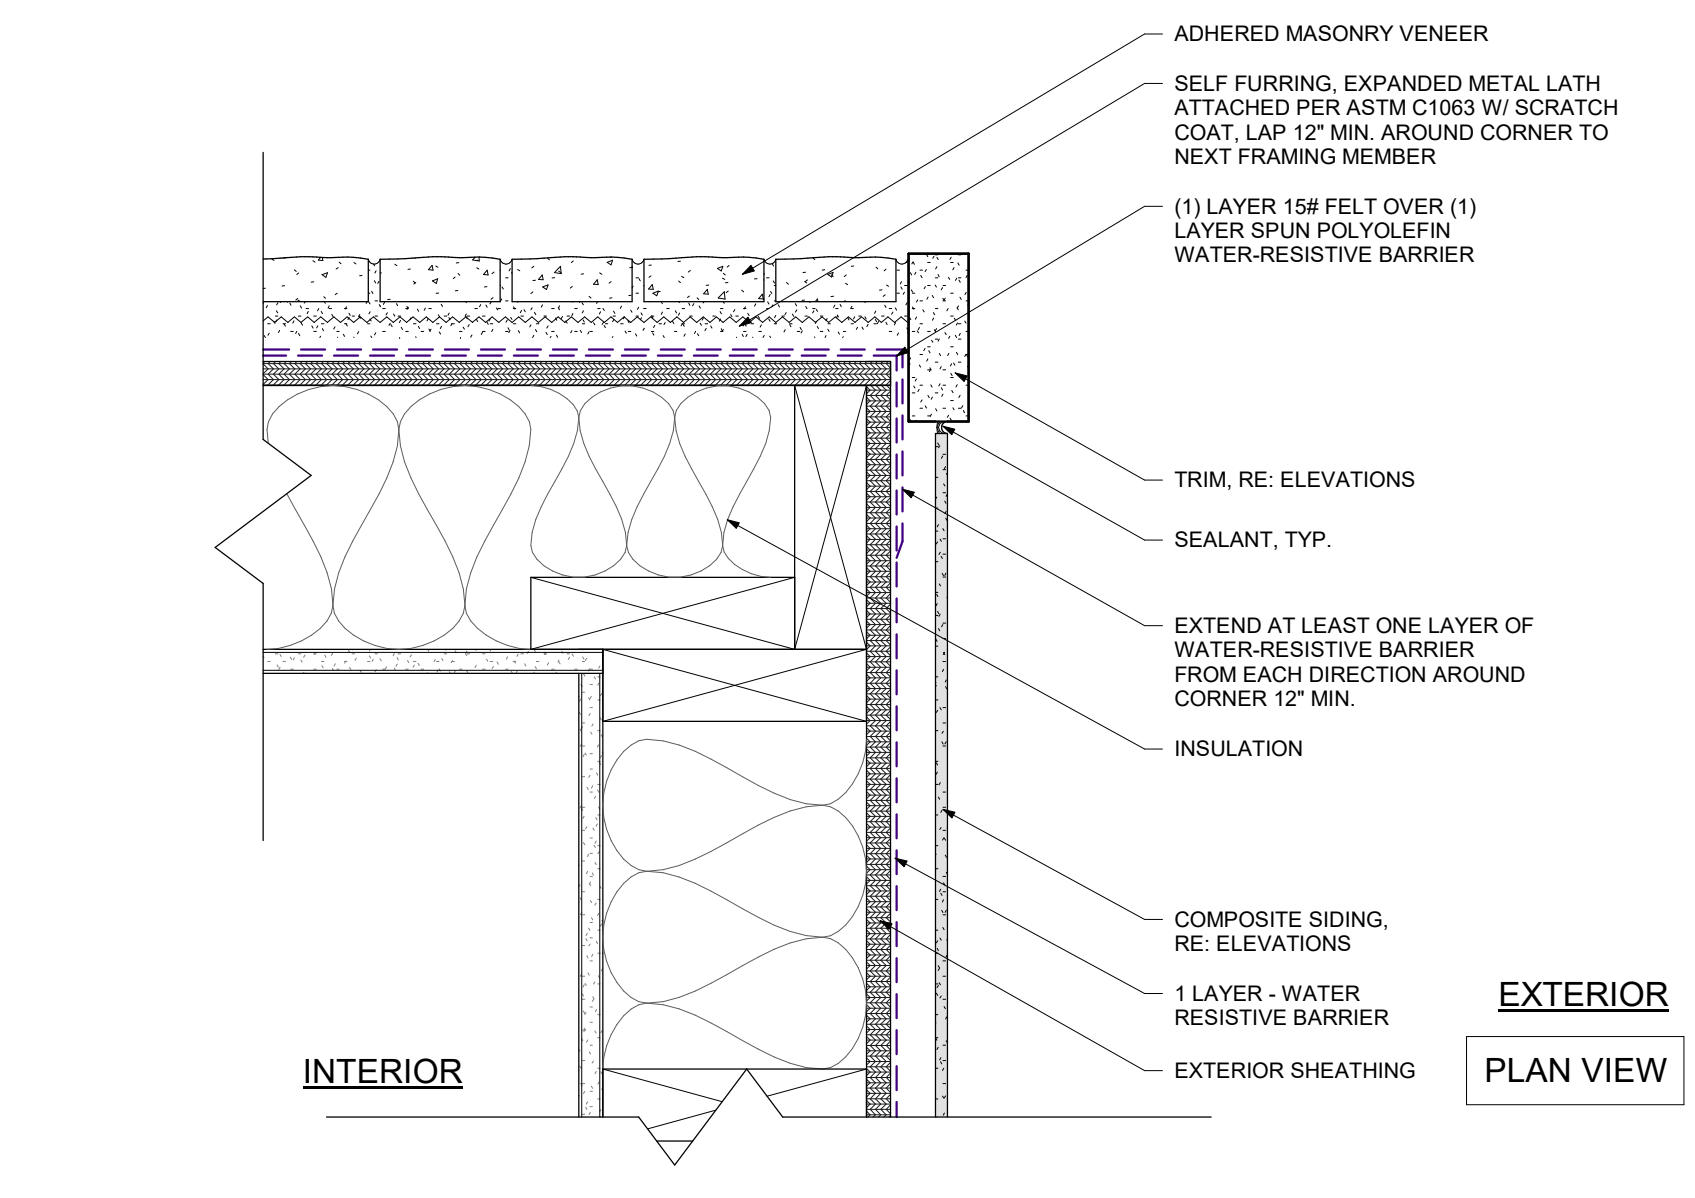 ADHERED MASONRY VENEER
SELF FURRING, EXPANDED METAL LATH
ATTACHED PER ASTM C1063 W/ SCRATCH
COAT, LAP 12" MIN. AROUND CORNER TO
NEXT FRAMING MEMBER
(1) LAYER 15# FELT OVER (1)
LAYER SPUN POLYOLEFIN
WATER-RESISTIVE BARRIER
TRIM, RE: ELEVATIONS
SEALANT, TYP.
EXTEND AT LEAST ONE LAYER OF
WATER-RESISTIVE BARRIER
FROM EACH DIRECTION AROUND
CORNER 12" MIN.
INSULATION
COMPOSITE SIDING,
RE: ELEVATIONS
1 LAYER - WATER
RESISTIVE BARRIER
EXTERIOR SHEATHING
INTERIOR
EXTERIOR
PLAN VIEW